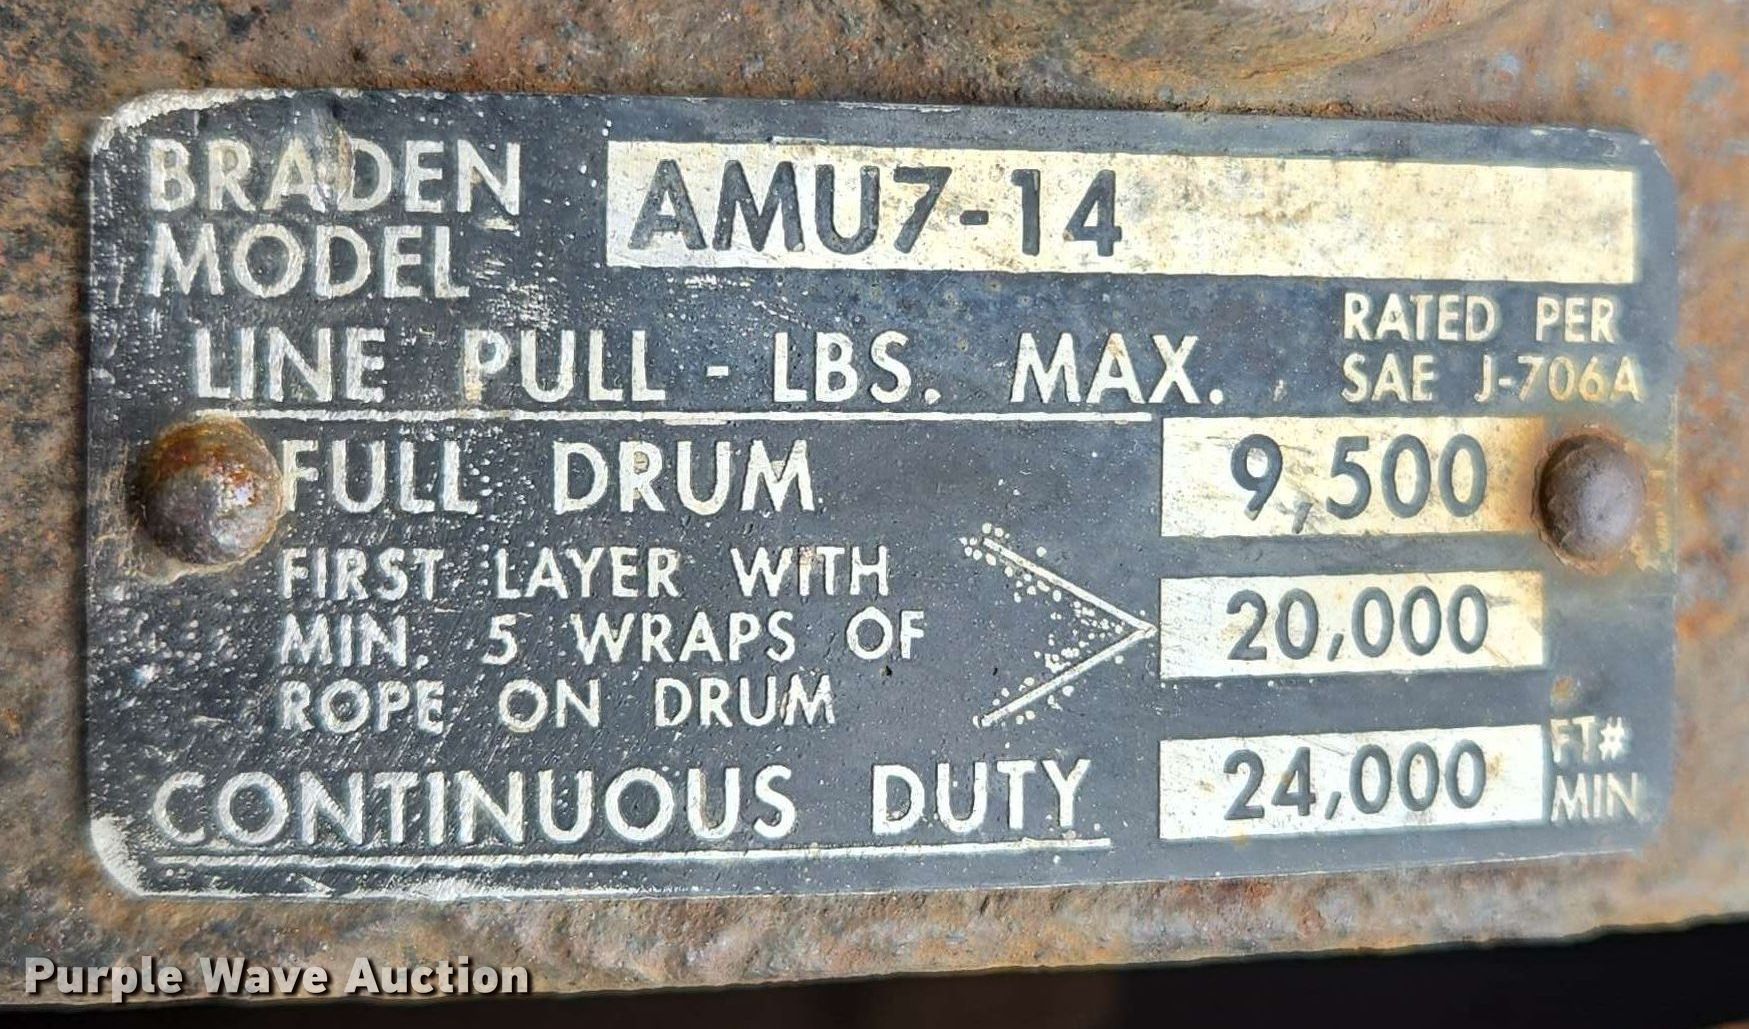 BRADEN
MODEL
AMU7-14
LINE PULL - LBS. MAX.
RATED PER
SAE J-706A
FULL DRUM 9,500
FIRST LAYER WITH
MIN. 5 WRAPS OF
ROPE ON DRUM
20,000
CONTINUOUS DUTY 24,000
FT#
MIN
Purple Wave Auction